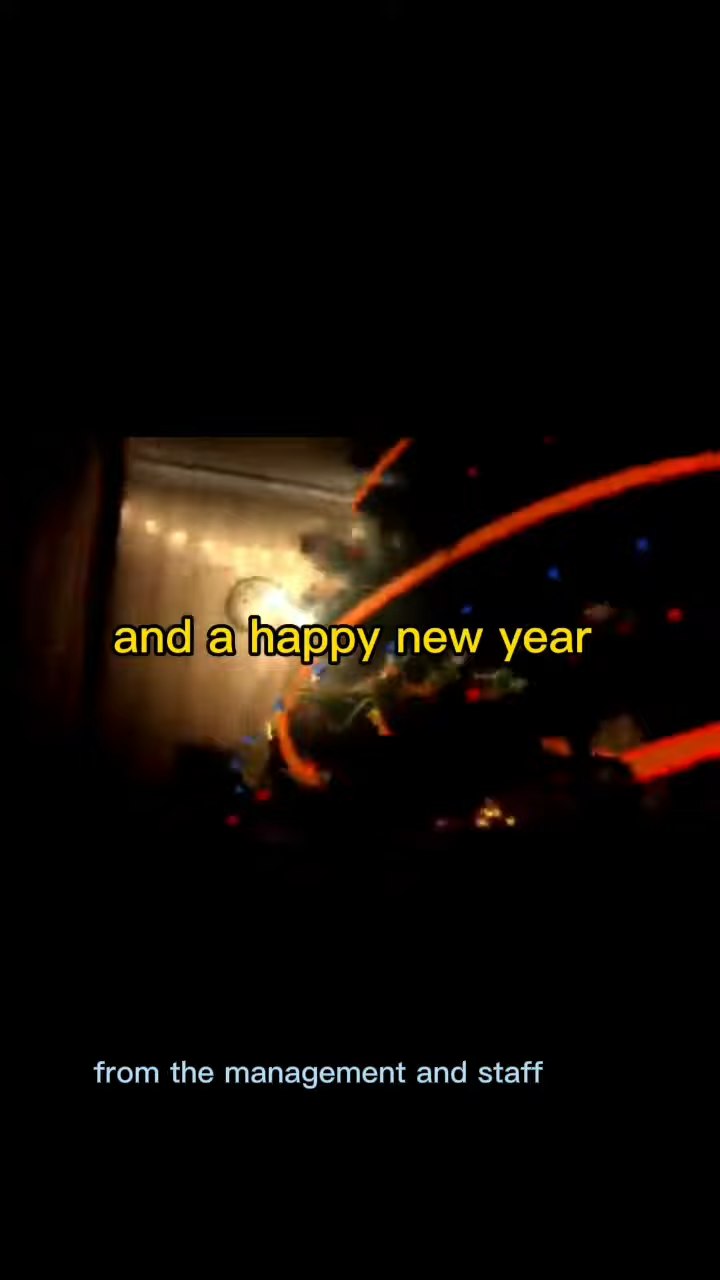 and a happy new year
from the management and staff